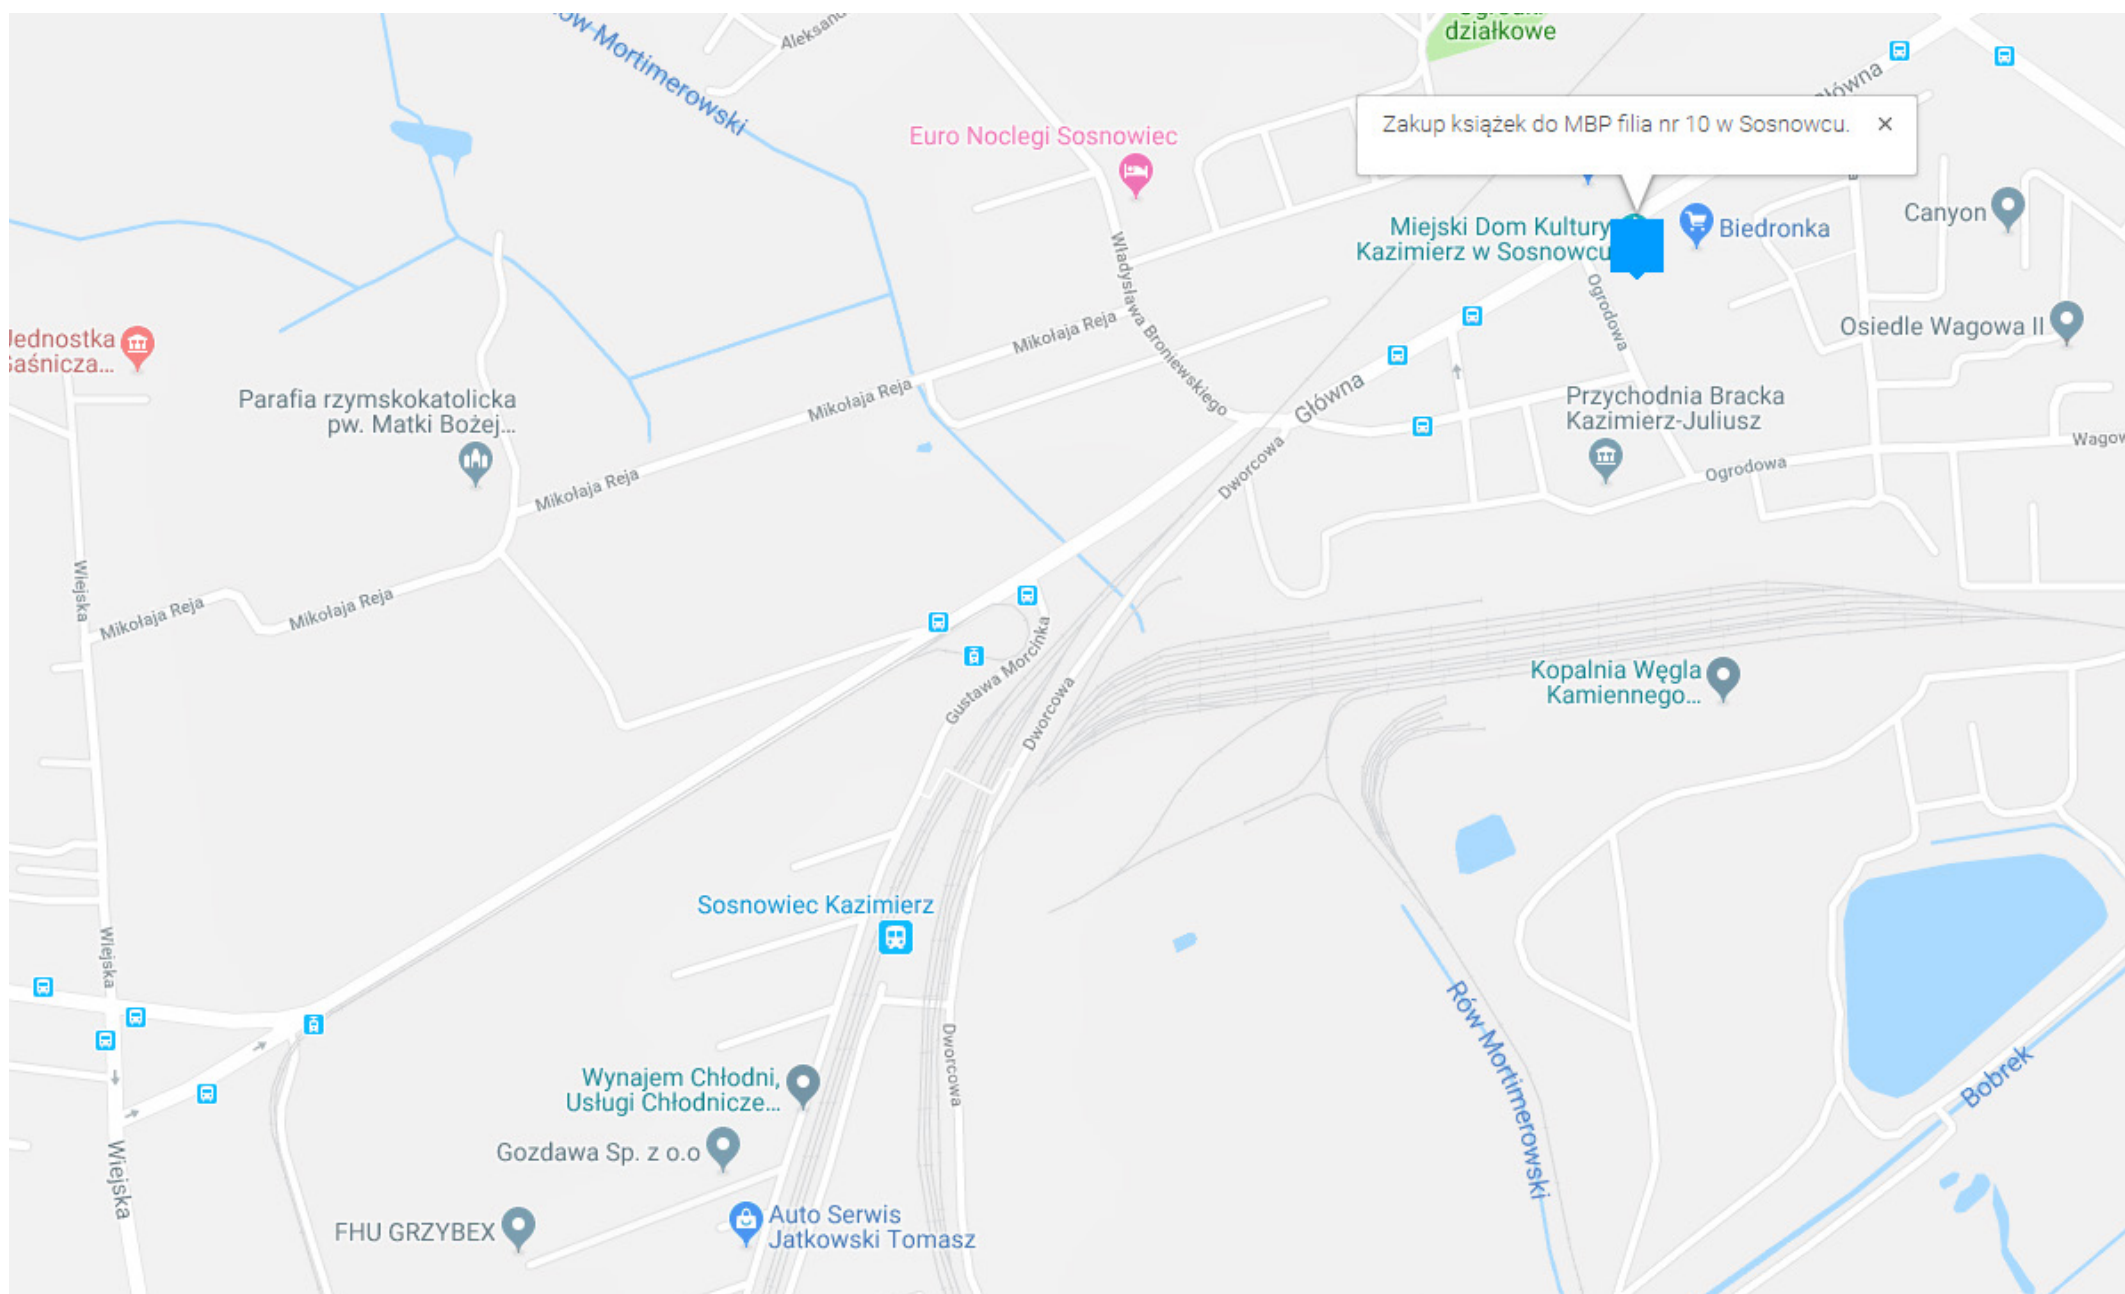 działkowe
Aleksand
ów Mortimerowski
Główna
Zakup książek do MBP filia nr 10 w Sosnowcu. ×
Euro Noclegi Sosnowiec
Miejski Dom Kultury
Kazimierz w Sosnowcu
Biedronka
Canyon
Władysława Broniewskiego
Ogrodowa
Osiedle Wagowa II
Mikołaja Reja
Jednostka
Gaśnicza...
Mikołaja Reja
Główna
Parafia rzymskokatolicka
pw. Matki Bożej...
Przychodnia Bracka
Kazimierz-Juliusz
Wagow
Dworcowa
Ogrodowa
Mikołaja Reja
Wiejska
Mikołaja Reja
Mikołaja Reja
Gustawa Morcinka
Dworcowa
Kopalnia Węgla
Kamiennego...
Sosnowiec Kazimierz
Wiejska
Rów Mortimerowski
Dworcowa
Bobrek
Wynajem Chłodni,
Usługi Chłodnicze...
Gozdawa Sp. z o.o
Wiejska
FHU GRZYBEX
Auto Serwis
Jatkowski Tomasz